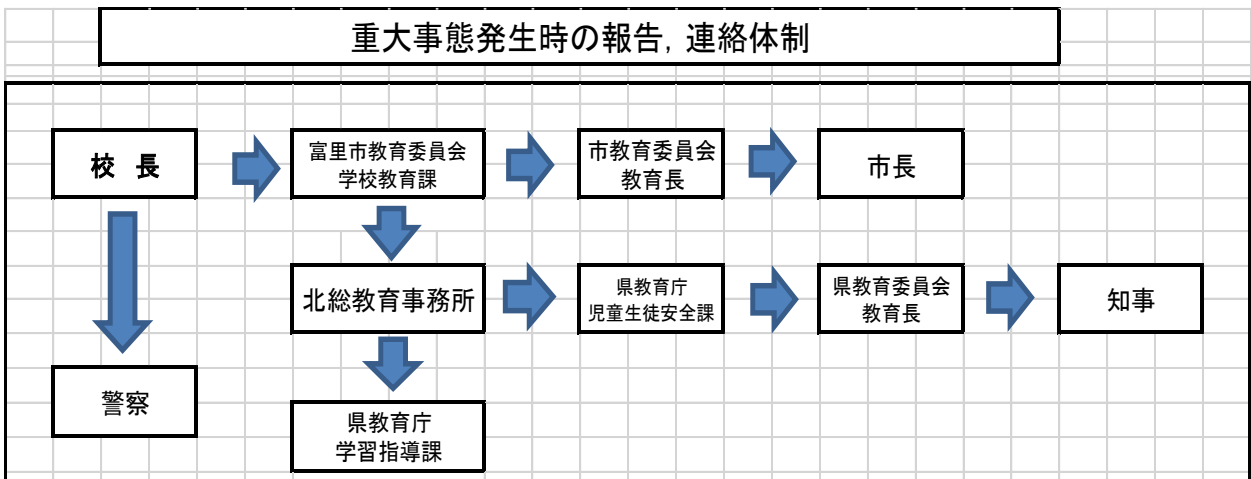 重大事態発生時の報告，連絡体制
校　長
富里市教育委員会
学校教育課
市教育委員会
教育長
市長
北総教育事務所
県教育庁
児童生徒安全課
県教育委員会
教育長
知事
警察
県教育庁
学習指導課